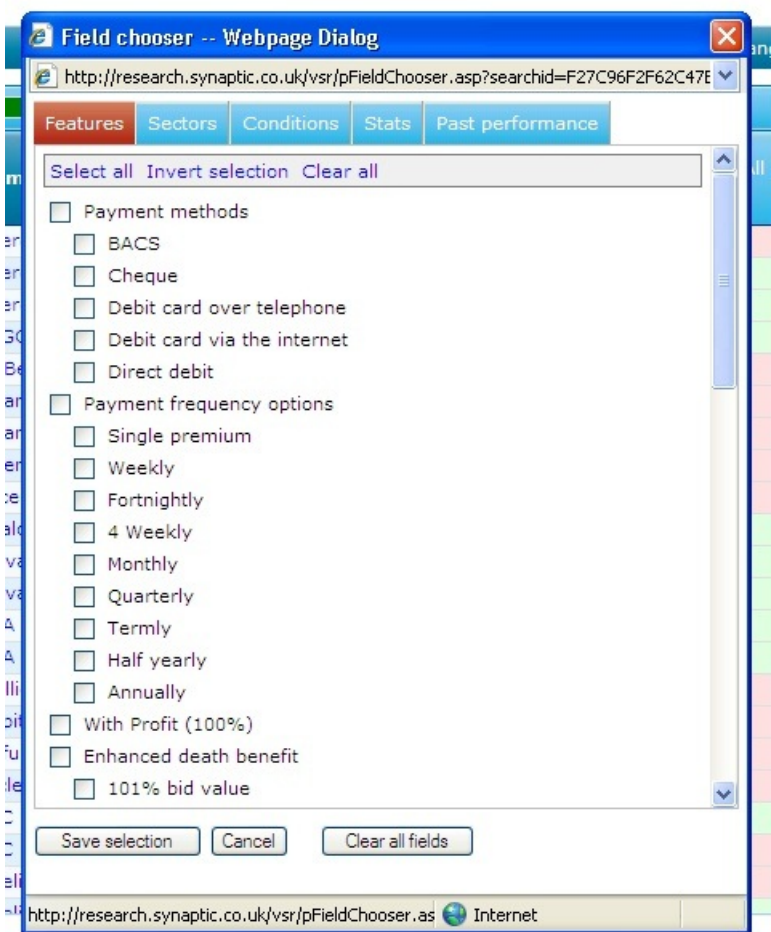 Field chooser -- Webpage Dialog
http://research.synaptic.co.uk/vsr/pFieldChooser.asp?searchid=F27C96F2F62C47E
Features Sectors Conditions Stats Past performance
Select all Invert selection Clear all
Payment methods
BACS
Cheque
Debit card over telephone
Debit card via the internet
Direct debit
Payment frequency options
Single premium
Weekly
Fortnightly
4 Weekly
Monthly
Quarterly
Termly
Half yearly
Annually
With Profit (100%)
Enhanced death benefit
101% bid value
Save selection Cancel Clear all fields
http://research.synaptic.co.uk/vsr/pFieldChooser.as Internet